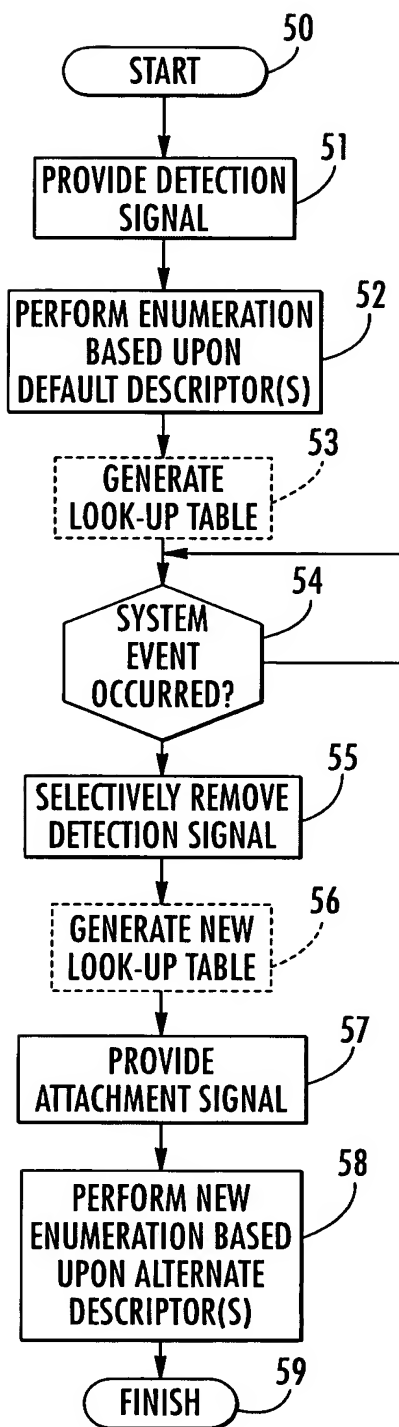 50
START
51
PROVIDE DETECTION
SIGNAL
52
PERFORM ENUMERATION
BASED UPON
DEFAULT DESCRIPTOR(S)
53
GENERATE
LOOK-UP TABLE
54
SYSTEM
EVENT
OCCURRED?
55
SELECTIVELY REMOVE
DETECTION SIGNAL
56
GENERATE NEW
LOOK-UP TABLE
57
PROVIDE
ATTACHMENT SIGNAL
58
PERFORM NEW
ENUMERATION BASED
UPON ALTERNATE
DESCRIPTOR(S)
59
FINISH